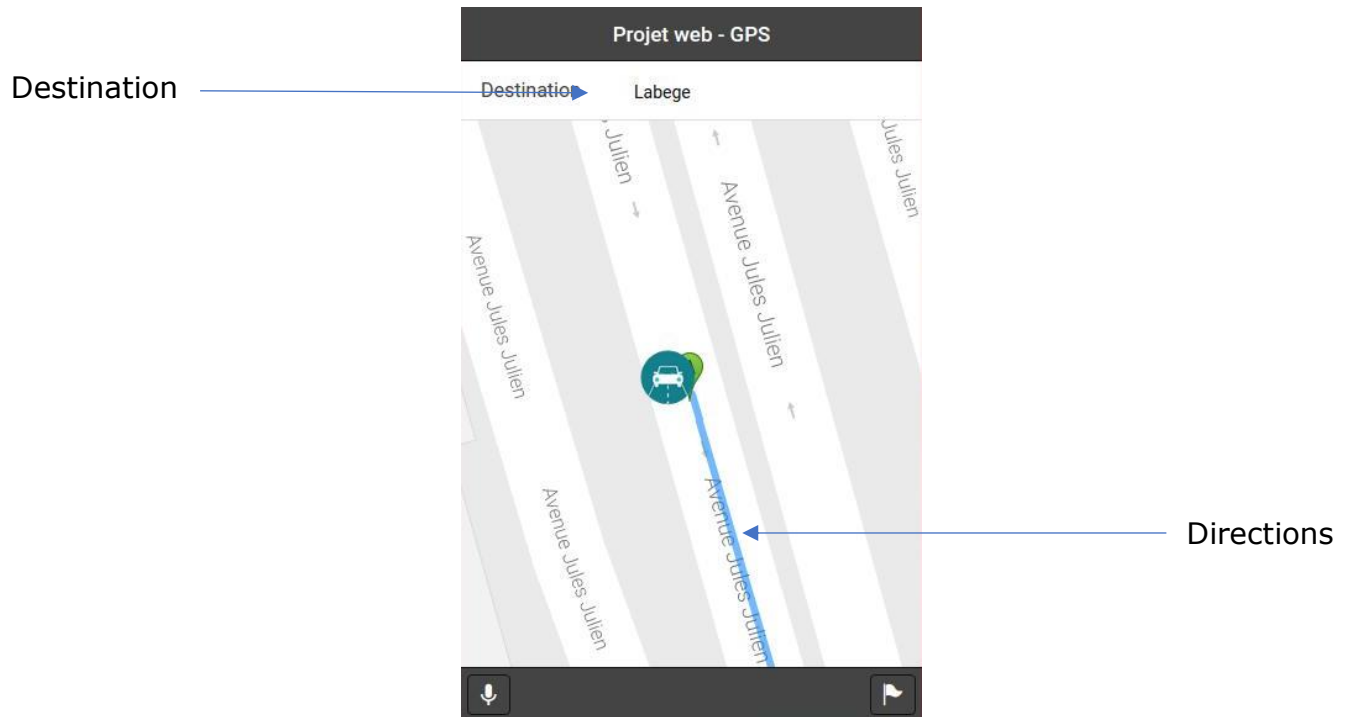 Projet web - GPS
Destination
Destination
Labege
Julien
Jules Julien
Avenue Jules Julien
Avenue Jules Julien
Avenue Jules Julien
Avenue Jules Julien
Directions